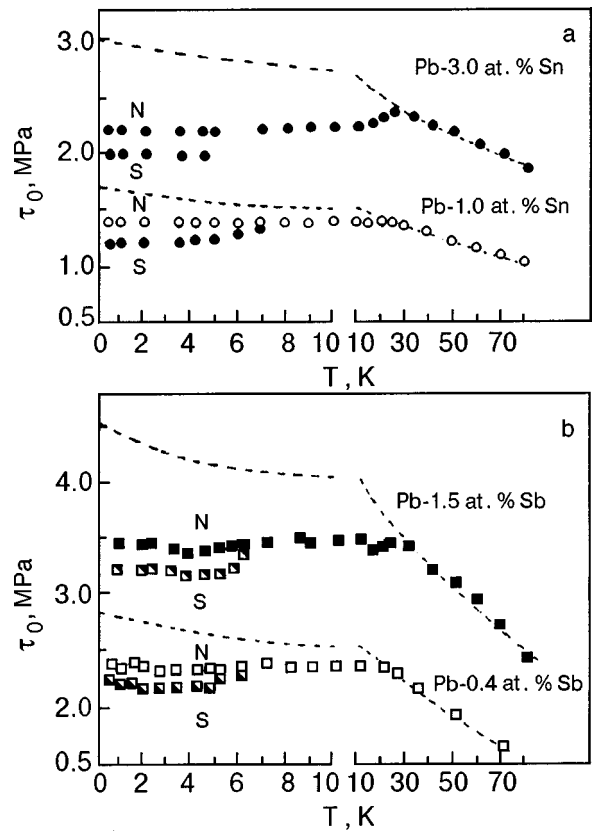 a
3.0
Pb-3.0 at. % Sn
N
2.0
S
τ0, MPa
N
Pb-1.0 at. % Sn
1.0
S
0.5
0 2 4 6 8 10 10 30 50 70
T, K
b
4.0
Pb-1.5 at. % Sb
N
3.0
S
τ0, MPa
N
Pb-0.4 at. % Sb
2.0
S
0.5
0 2 4 6 8 10 10 30 50 70
T, K